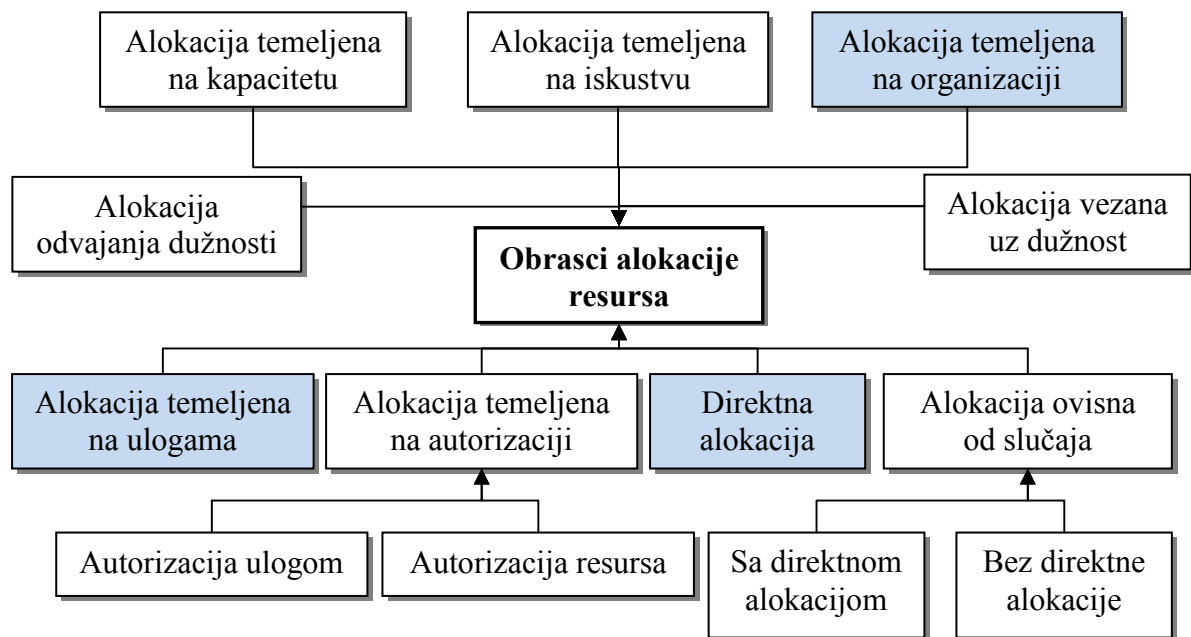 Alokacija temeljena
na kapacitetu
Alokacija temeljena
na iskustvu
Alokacija temeljena
na organizaciji
Alokacija
odvajanja dužnosti
Alokacija vezana
uz dužnost
Obrasci alokacije
resursa
Alokacija temeljena
na ulogama
Alokacija temeljena
na autorizaciji
Direktna
alokacija
Alokacija ovisna
od slučaja
Autorizacija ulogom
Autorizacija resursa
Sa direktnom
alokacijom
Bez direktne
alokacije